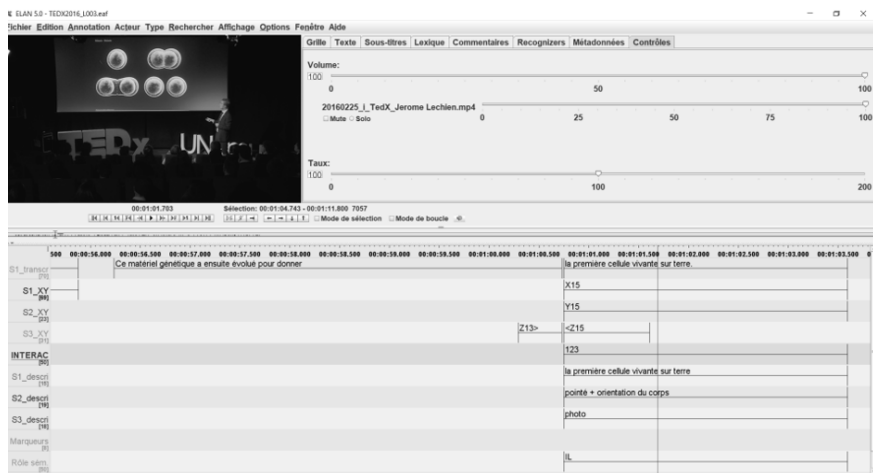 ELAN 5.0 - TEDX2016_L003.eaf
Fichier Edition Annotation Acteur Type Rechercher Affichage Options Fenêtre Aide
Grille Texte Sous-titres Lexique Commentaires Recognizers Métadonnées Contrôles
Volume:
100
0 50 100
20160225_i_TedX_Jerome Lechien.mp4
Mute Solo 0 25 50 75 100
Taux:
100
0 100 200
TEDx UN
00:01:01.703 Sélection: 00:01:04.743 - 00:01:11.800 7057
Mode de sélection Mode de boucle
500 00:00:56.000 00:00:56.500 00:00:57.000 00:00:57.500 00:00:58.000 00:00:58.500 00:00:59.000 00:00:59.500 00:01:00.000 00:01:00.500 00:01:01.000 00:01:01.500 00:01:02.000 00:01:02.500 00:01:03.000 00:01:03.500
S1_transcr Ce matériel génétique a ensuite évolué pour donner la première cellule vivante sur terre.
S1_XY X15
S2_XY Y15
S3_XY Z13> <Z15
INTERAC 123
S1_descri la première cellule vivante sur terre
S2_descri pointé + orientation du corps
S3_descri photo
Marqueurs
Rôle sém. IL